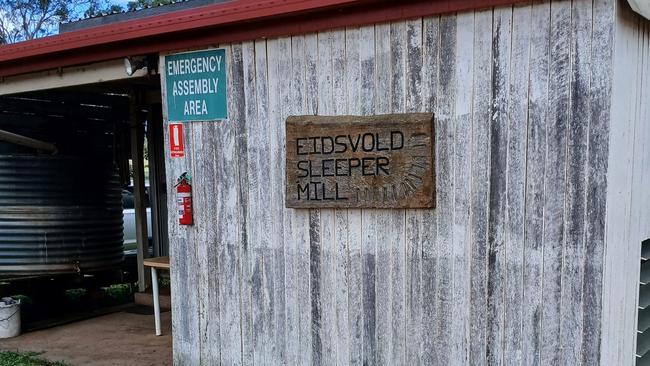 EMERGENCY
ASSEMBLY
AREA
EIDSVOLD
SLEEPER
MILL